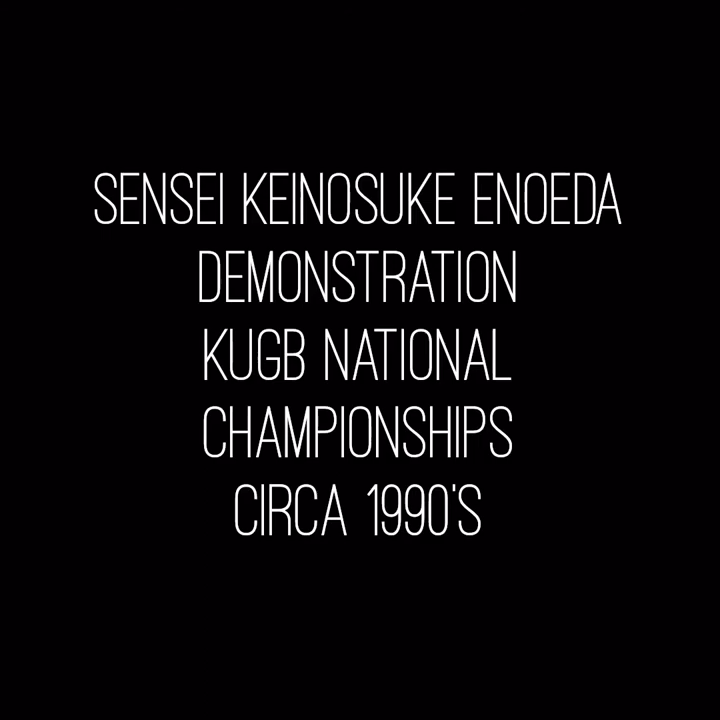 SENSEI KEINOSUKE ENOEDA
DEMONSTRATION
KUGB NATIONAL
CHAMPIONSHIPS
CIRCA 1990'S